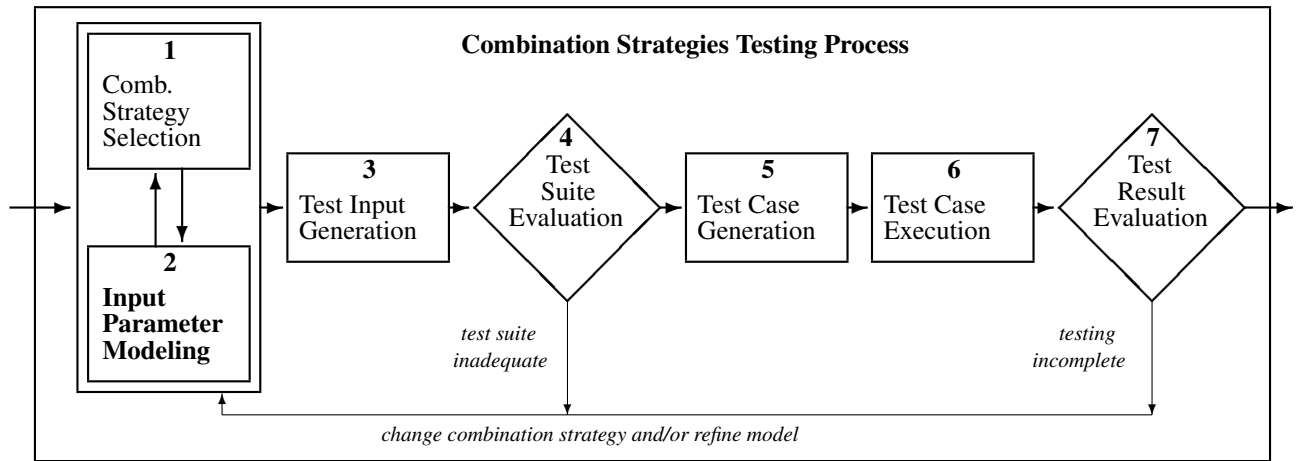 Combination Strategies Testing Process
1
Comb.
Strategy
Selection
2
Input
Parameter
Modeling
3
Test Input
Generation
4
Test
Suite
Evaluation
5
Test Case
Generation
6
Test Case
Execution
7
Test
Result
Evaluation
test suite
inadequate
testing
incomplete
change combination strategy and/or refine model